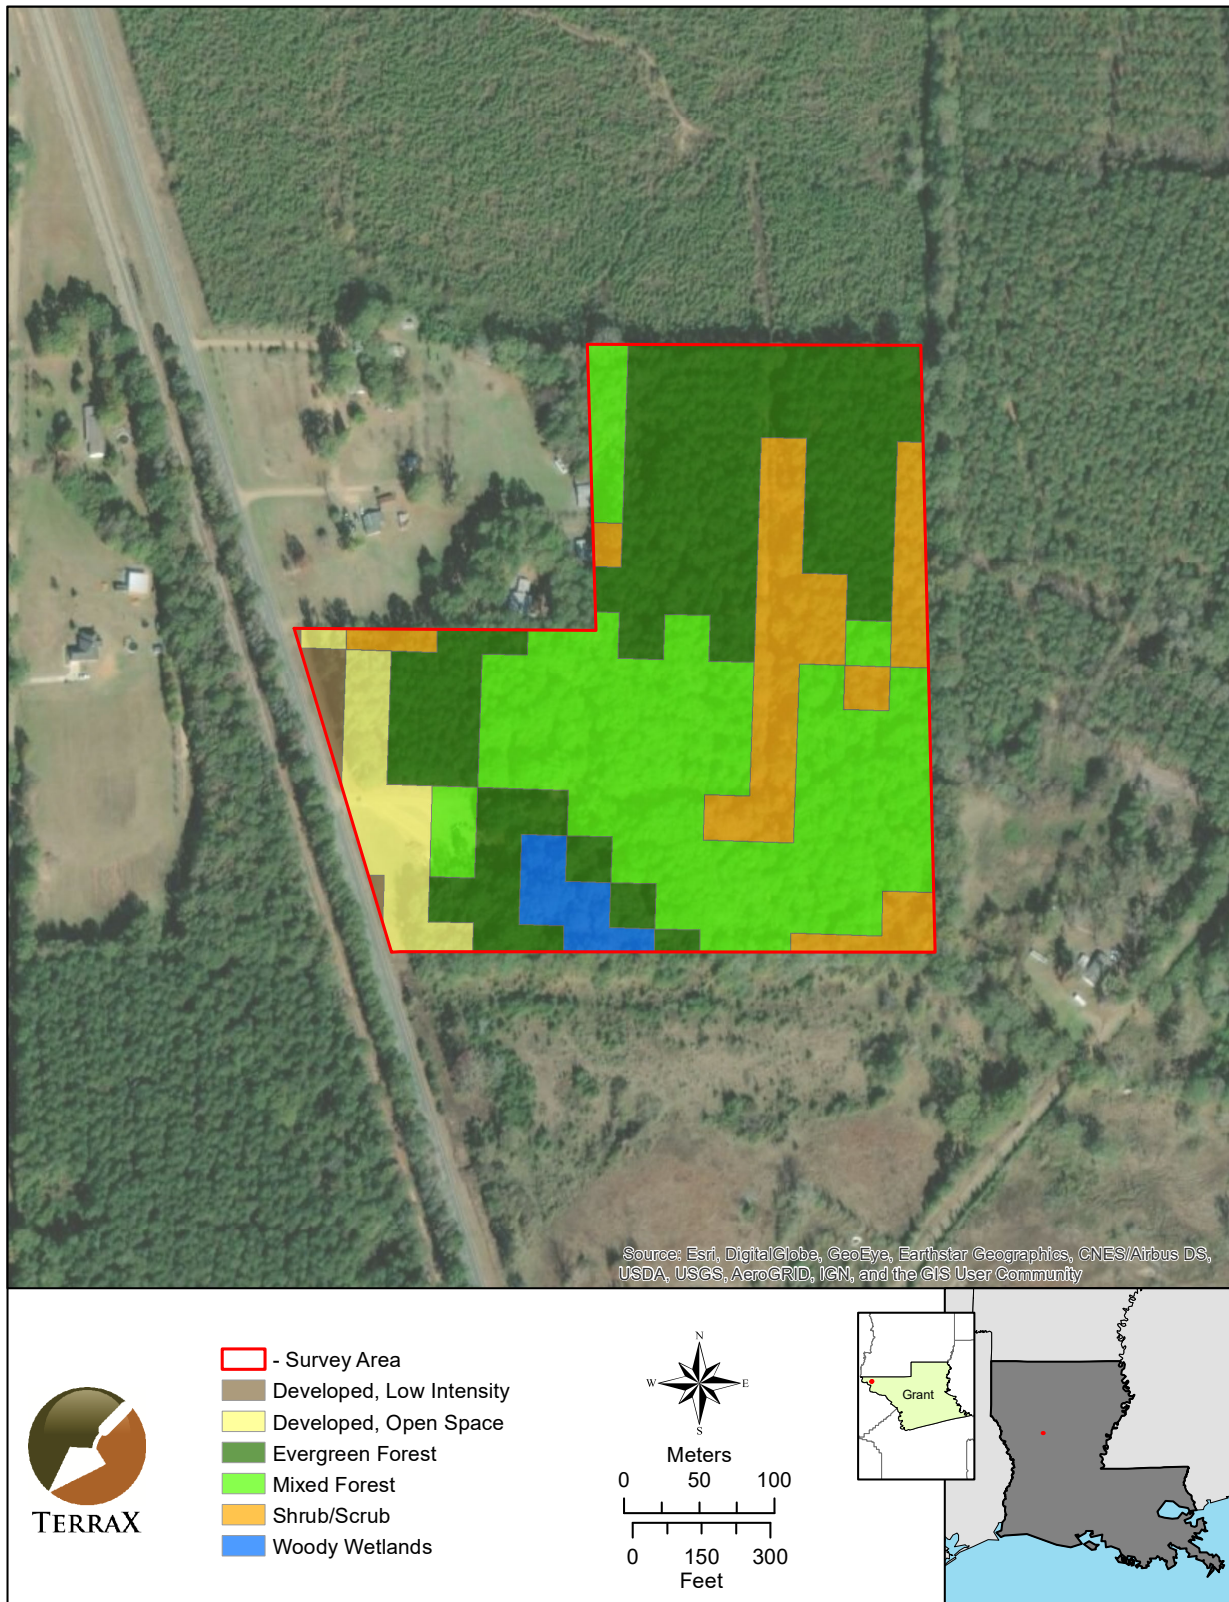 Source: Esri, DigitalGlobe, GeoEye, Earthstar Geographics, CNES/Airbus DS,
USDA, USGS, AeroGRID, IGN, and the GIS User Community
TERRAX
- Survey Area
Developed, Low Intensity
Developed, Open Space
Evergreen Forest
Mixed Forest
Shrub/Scrub
Woody Wetlands
N
W E
S
Meters
0 50 100
0 150 300
Feet
Grant